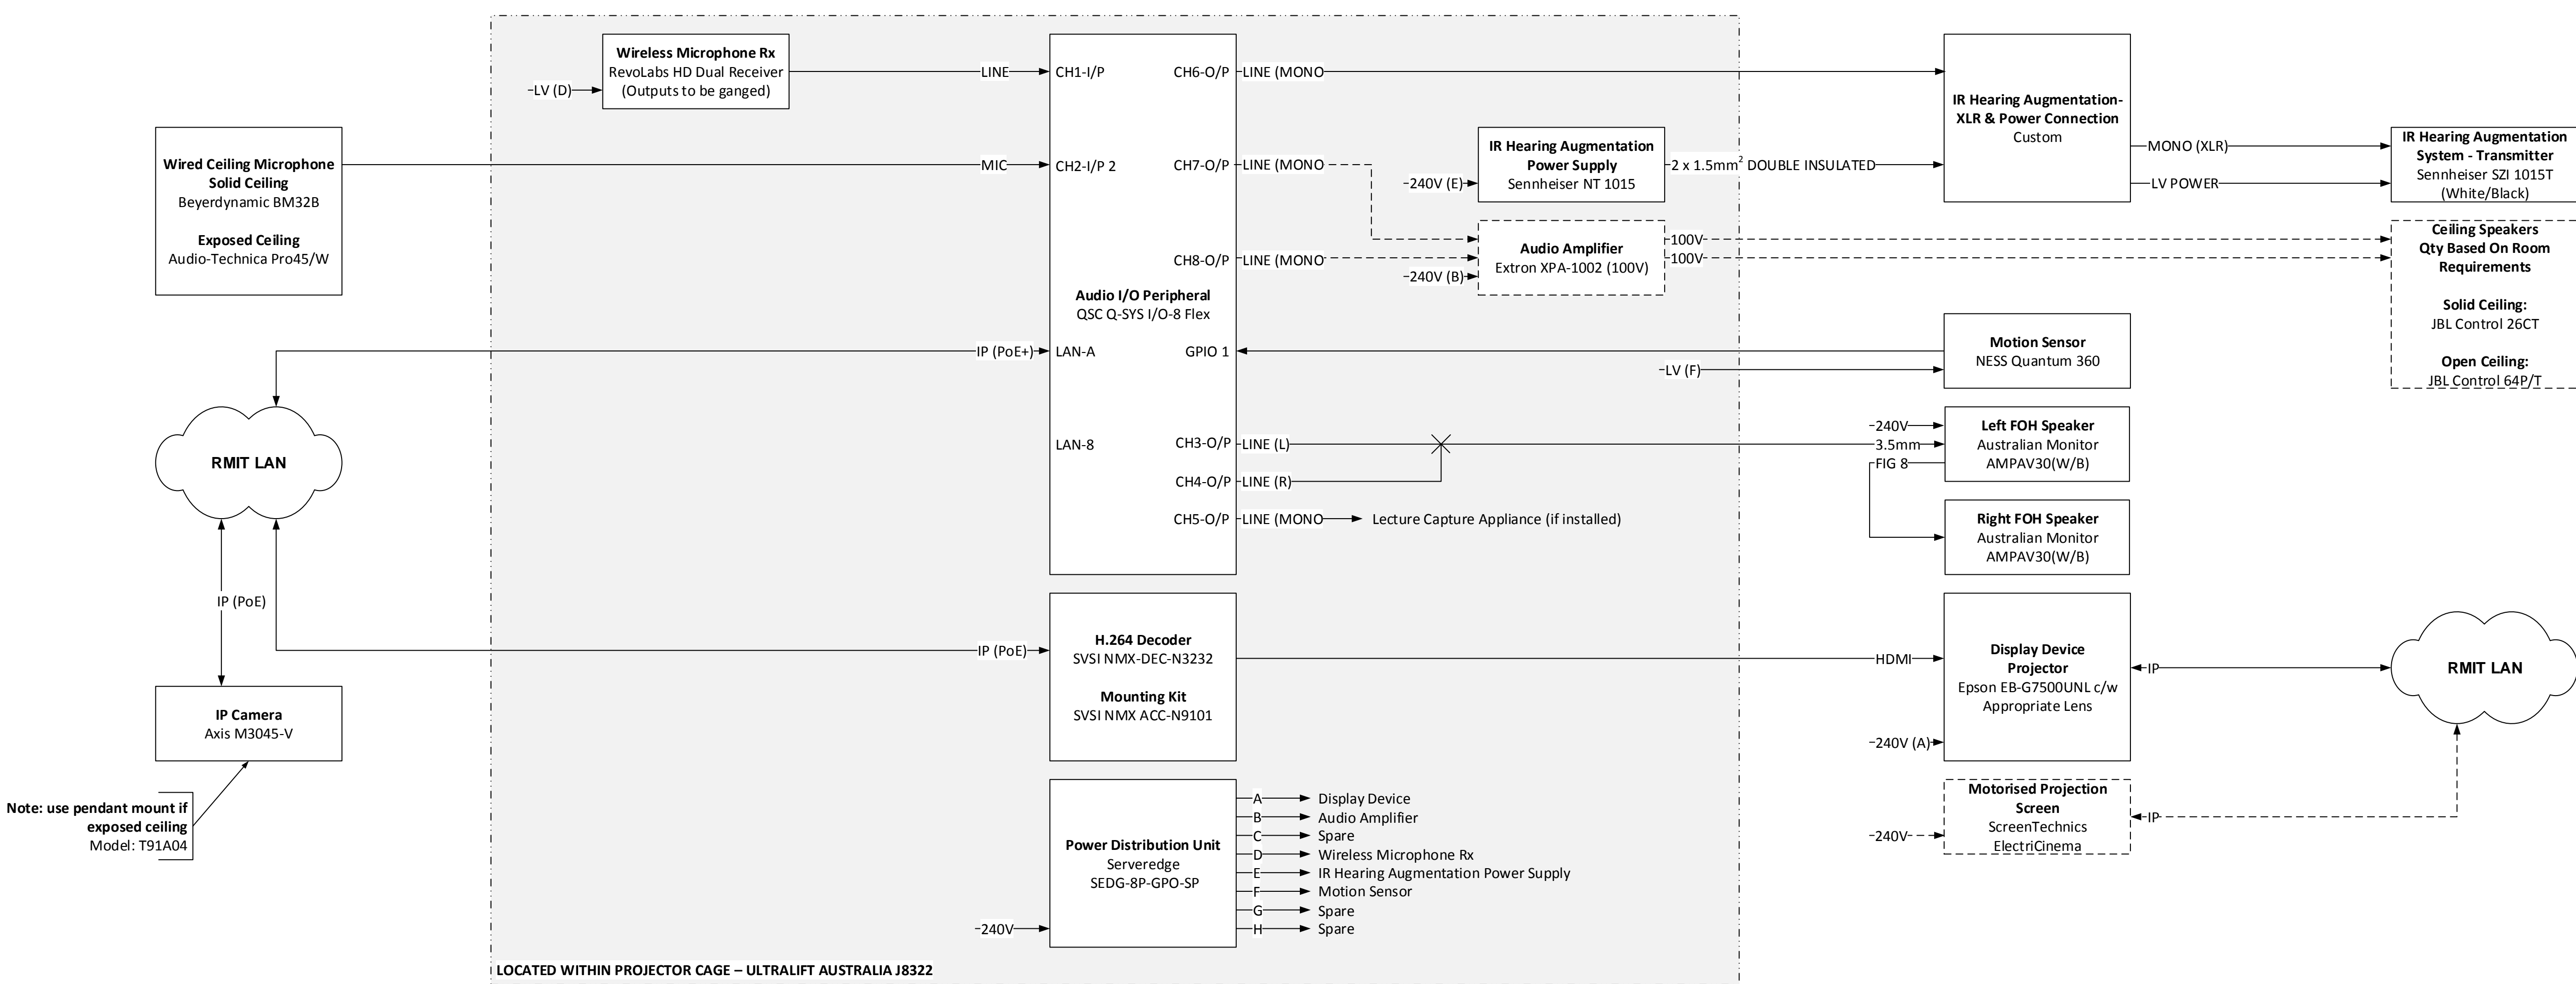 Wireless Microphone Rx
RevoLabs HD Dual Receiver
(Outputs to be ganged)
LV (D)
LINE
Wired Ceiling Microphone
Solid Ceiling
Beyerdynamic BM32B
Exposed Ceiling
Audio-Technica Pro45/W
MIC
CH1-I/P
CH2-I/P 2
CH6-O/P
CH7-O/P
CH8-O/P
Audio I/O Peripheral
QSC Q-SYS I/O-8 Flex
LAN-A
GPIO 1
LAN-8
CH3-O/P
CH4-O/P
CH5-O/P
LINE (MONO
LINE (MONO
LINE (MONO
LINE (L)
LINE (R)
LINE (MONO
Lecture Capture Appliance (if installed)
IR Hearing Augmentation
Power Supply
Sennheiser NT 1015
240V (E)
2 x 1.5mm² DOUBLE INSULATED
Audio Amplifier
Extron XPA-1002 (100V)
240V (B)
100V
100V
IR Hearing Augmentation-
XLR & Power Connection
Custom
MONO (XLR)
LV POWER
IR Hearing Augmentation
System - Transmitter
Sennheiser SZI 1015T
(White/Black)
Ceiling Speakers
Qty Based On Room
Requirements
Solid Ceiling:
JBL Control 26CT
Open Ceiling:
JBL Control 64P/T
Motion Sensor
NESS Quantum 360
LV (F)
240V
3.5mm
FIG 8
Left FOH Speaker
Australian Monitor
AMPAV30(W/B)
Right FOH Speaker
Australian Monitor
AMPAV30(W/B)
IP (PoE+)
RMIT LAN
IP (PoE)
IP (PoE)
IP Camera
Axis M3045-V
Note: use pendant mount if
exposed ceiling
Model: T91A04
H.264 Decoder
SVSI NMX-DEC-N3232
Mounting Kit
SVSI NMX ACC-N9101
HDMI
Display Device
Projector
Epson EB-G7500UNL c/w
Appropriate Lens
240V (A)
IP
RMIT LAN
Motorised Projection
Screen
ScreenTechnics
ElectriCinema
240V
IP
Power Distribution Unit
Serveredge
SEDG-8P-GPO-SP
240V
A Display Device
B Audio Amplifier
C Spare
D Wireless Microphone Rx
E IR Hearing Augmentation Power Supply
F Motion Sensor
G Spare
H Spare
LOCATED WITHIN PROJECTOR CAGE – ULTRALIFT AUSTRALIA J8322